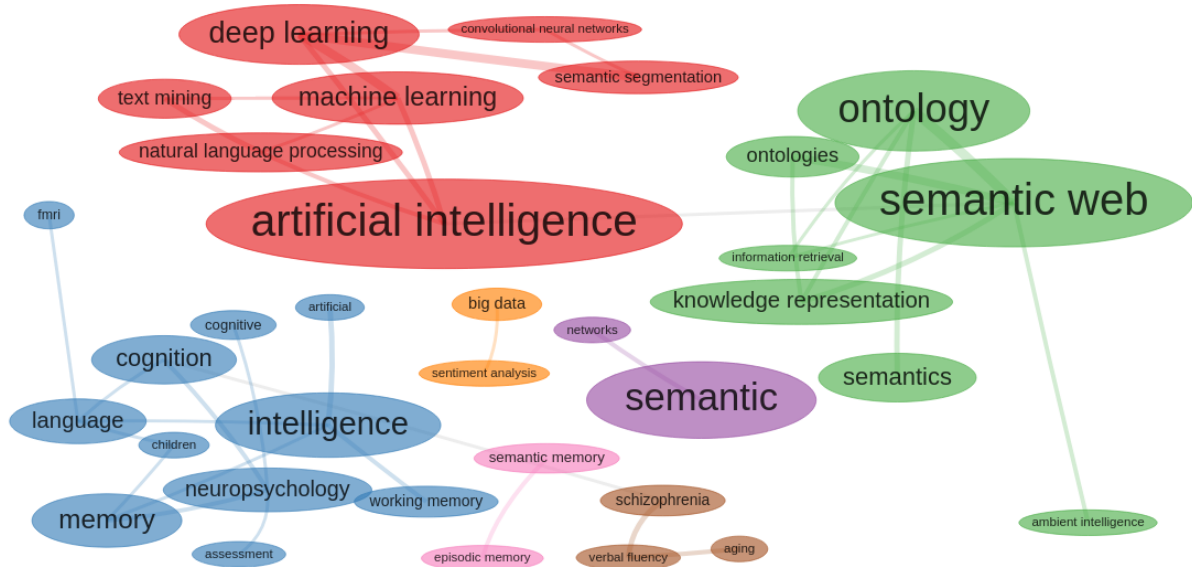 deep learning
convolutional neural networks
semantic segmentation
text mining
machine learning
natural language processing
artificial intelligence
ontology
ontologies
semantic web
information retrieval
knowledge representation
semantics
ambient intelligence
fmri
artificial
cognitive
cognition
language
intelligence
children
neuropsychology
working memory
memory
assessment
big data
sentiment analysis
networks
semantic
semantic memory
episodic memory
schizophrenia
verbal fluency
aging